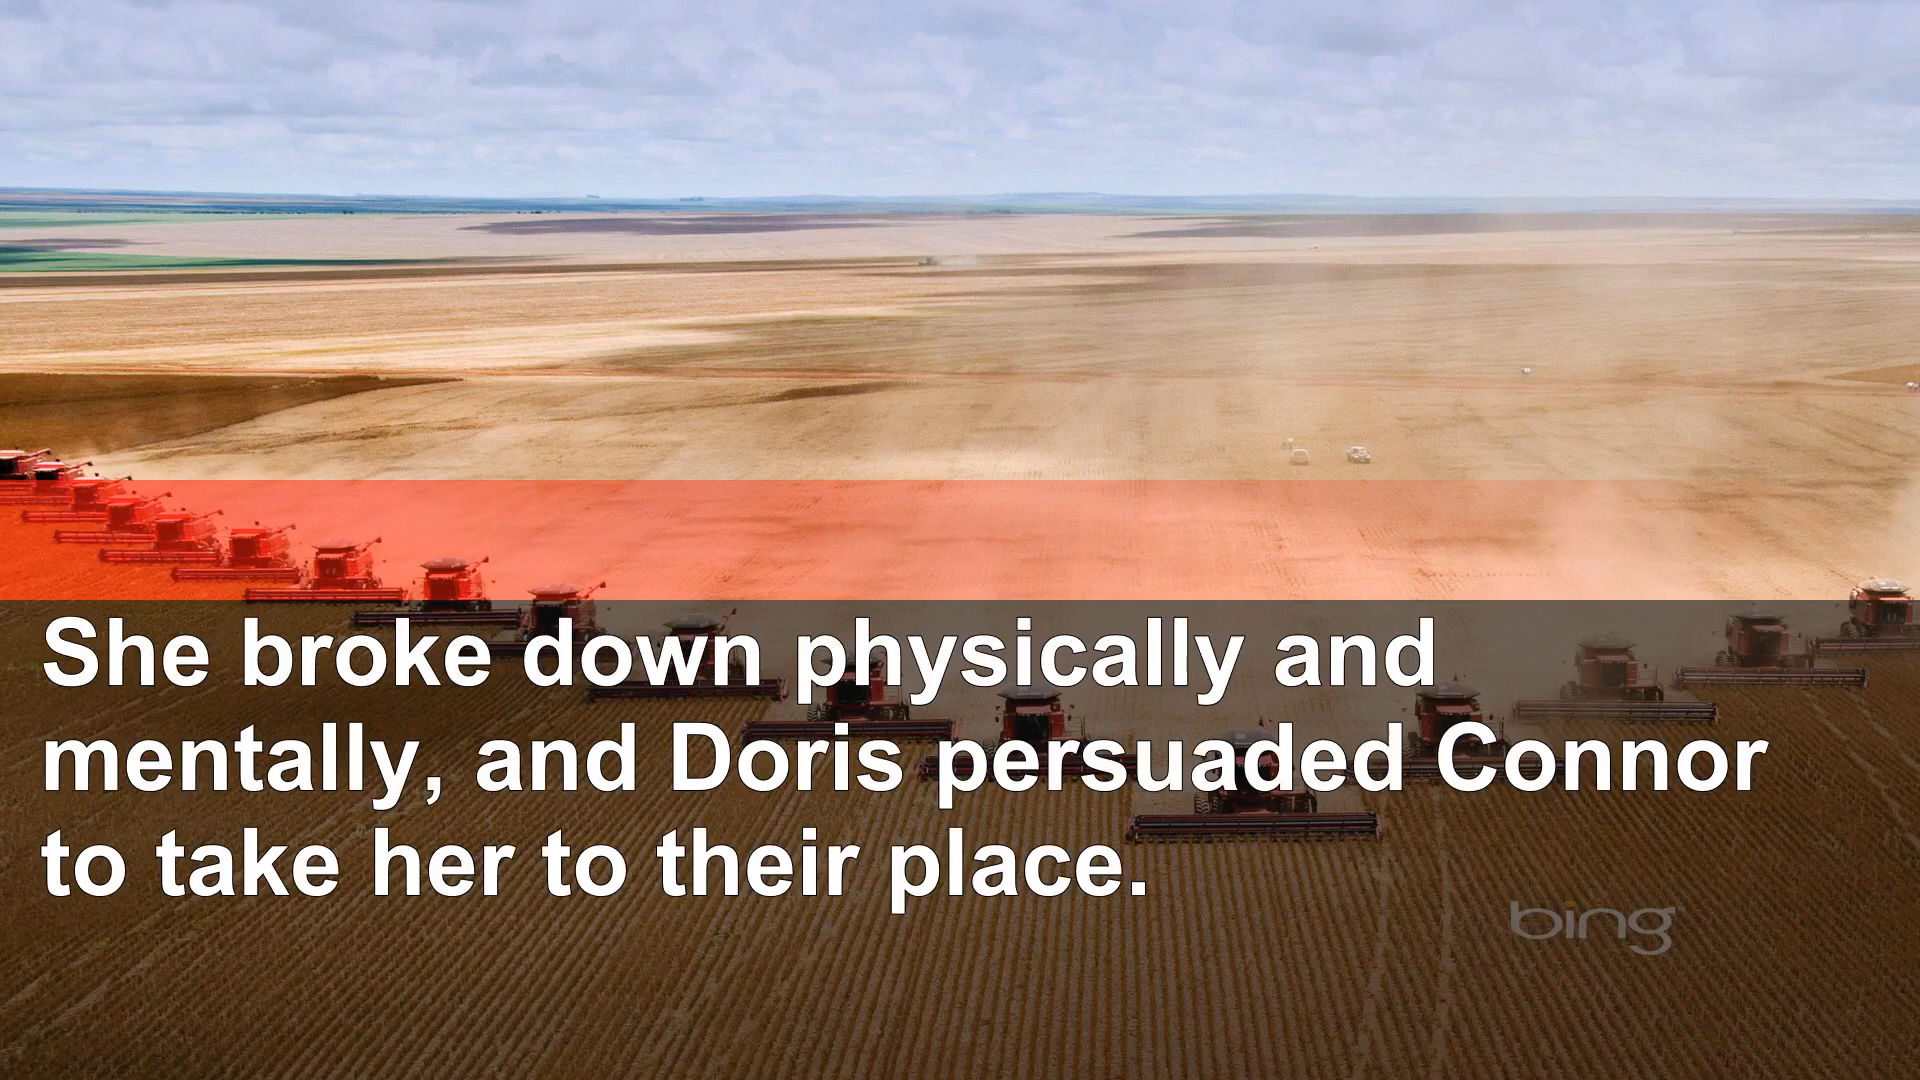 She broke down physically and
mentally, and Doris persuaded Connor
to take her to their place.
bing